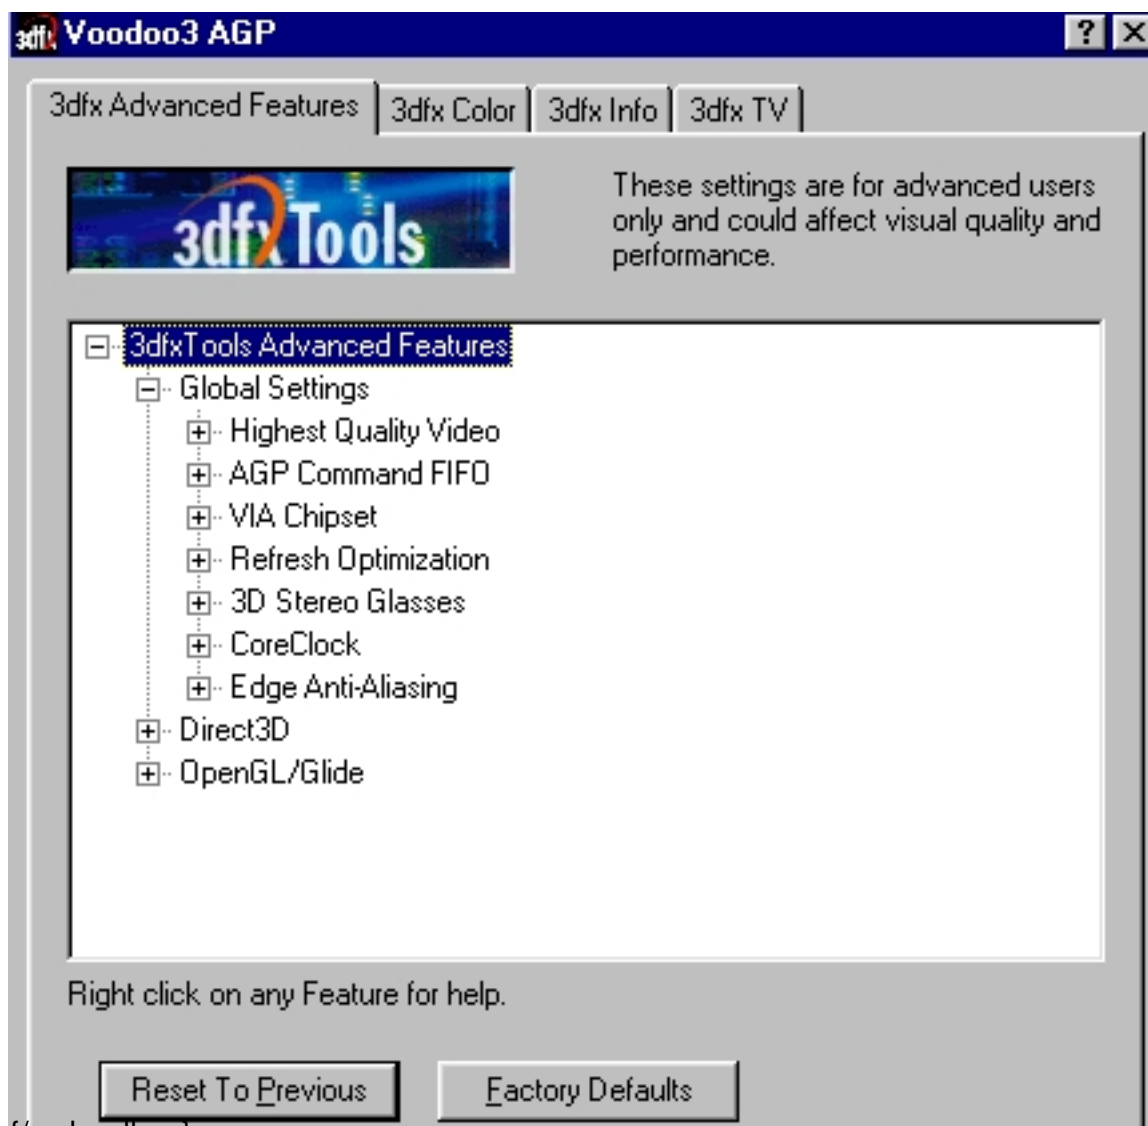 3dfx Voodoo3 AGP
3dfx Advanced Features
3dfx Color
3dfx Info
3dfx TV
3dfx Tools
These settings are for advanced users
only and could affect visual quality and
performance.
3dfxTools Advanced Features
Global Settings
Highest Quality Video
AGP Command FIFO
VIA Chipset
Refresh Optimization
3D Stereo Glasses
CoreClock
Edge Anti-Aliasing
Direct3D
OpenGL/Glide
Right click on any Feature for help.
Reset To Previous
Factory Defaults